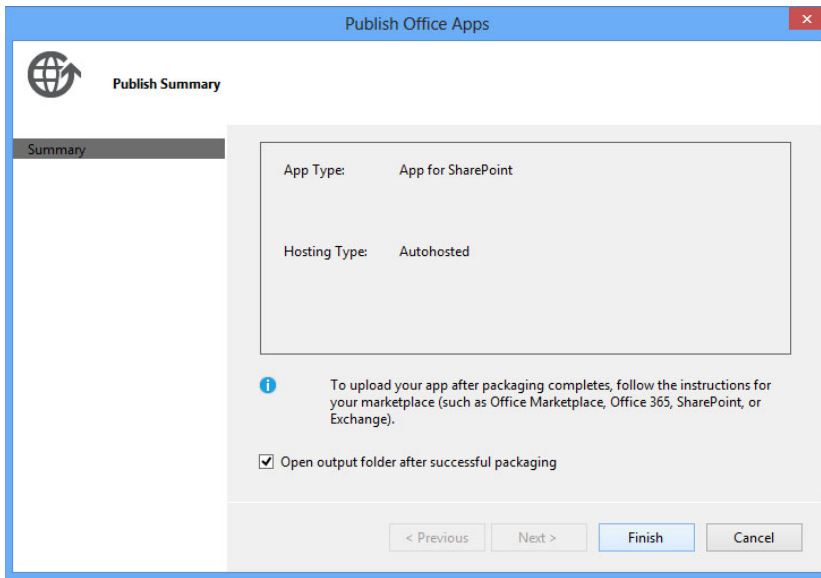 Publish Office Apps
Publish Summary
Summary
App Type: App for SharePoint
Hosting Type: Autohosted
To upload your app after packaging completes, follow the instructions for
your marketplace (such as Office Marketplace, Office 365, SharePoint, or
Exchange).
Open output folder after successful packaging
< Previous Next > Finish Cancel